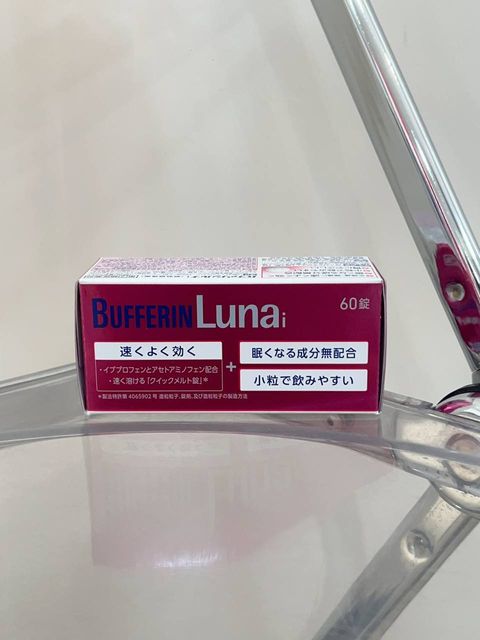 BUFFERIN Lunai
60錠
速くよく効く
・イブプロフェンとアセトアミノフェン配合
・速く溶ける「クイックメルト錠」*
+
眠くなる成分無配合
小粒で飲みやすい
*製法特許第4065902号 造粒粒子、錠剤、及び造粒粒子の製造方法